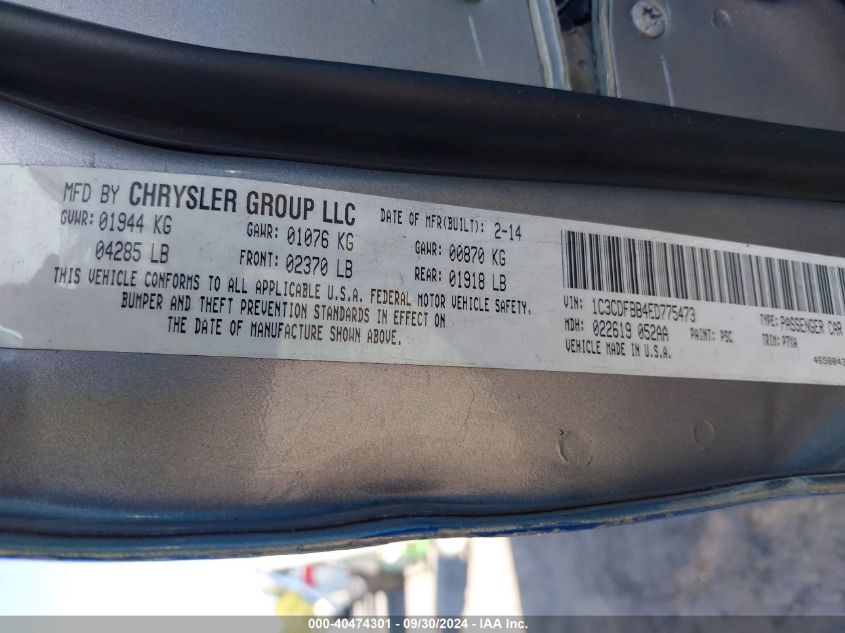 MFD BY CHRYSLER GROUP LLC DATE OF MFR(BUILT): 2-14
GVWR: 01944 KG GAWR: 01076 KG GAWR: 00870 KG
04285 LB FRONT: 02370 LB REAR: 01918 LB
THIS VEHICLE CONFORMS TO ALL APPLICABLE U.S.A. FEDERAL MOTOR VEHICLE SAFETY,
BUMPER AND THEFT PREVENTION STANDARDS IN EFFECT ON
THE DATE OF MANUFACTURE SHOWN ABOVE.
VIN: 1C3CDFBB4ED775473 TYPE: PASSENGER CAR
MDH: 022619 052AA PAINT: PSC TRIM: P7XA
VEHICLE MADE IN U.S.A. 4658843
000-40474301 - 09/30/2024 - IAA Inc.